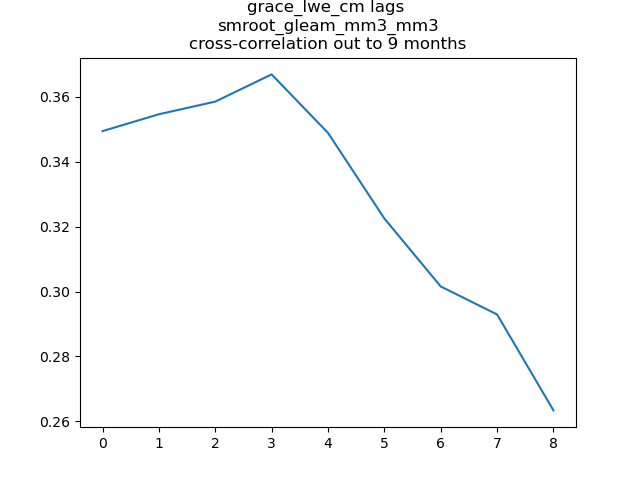 grace_lwe_cm lags
smroot_gleam_mm3_mm3
cross-correlation out to 9 months
0.36
0.34
0.32
0.30
0.28
0.26
0 1 2 3 4 5 6 7 8